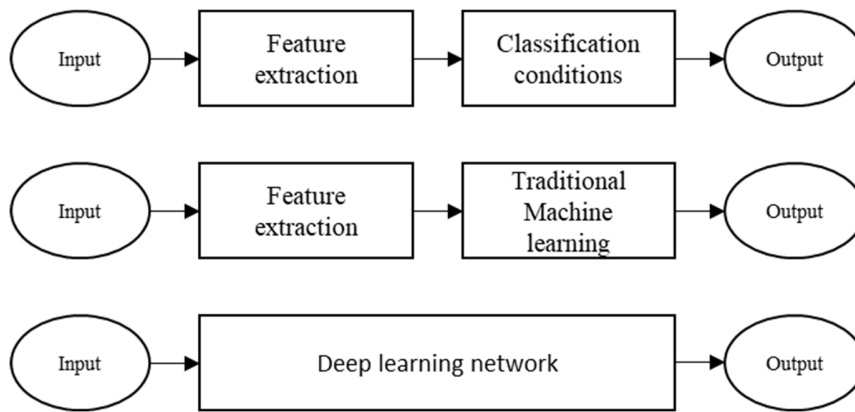 Input
Feature
extraction
Classification
conditions
Output
Input
Feature
extraction
Traditional
Machine
learning
Output
Input
Deep learning network
Output